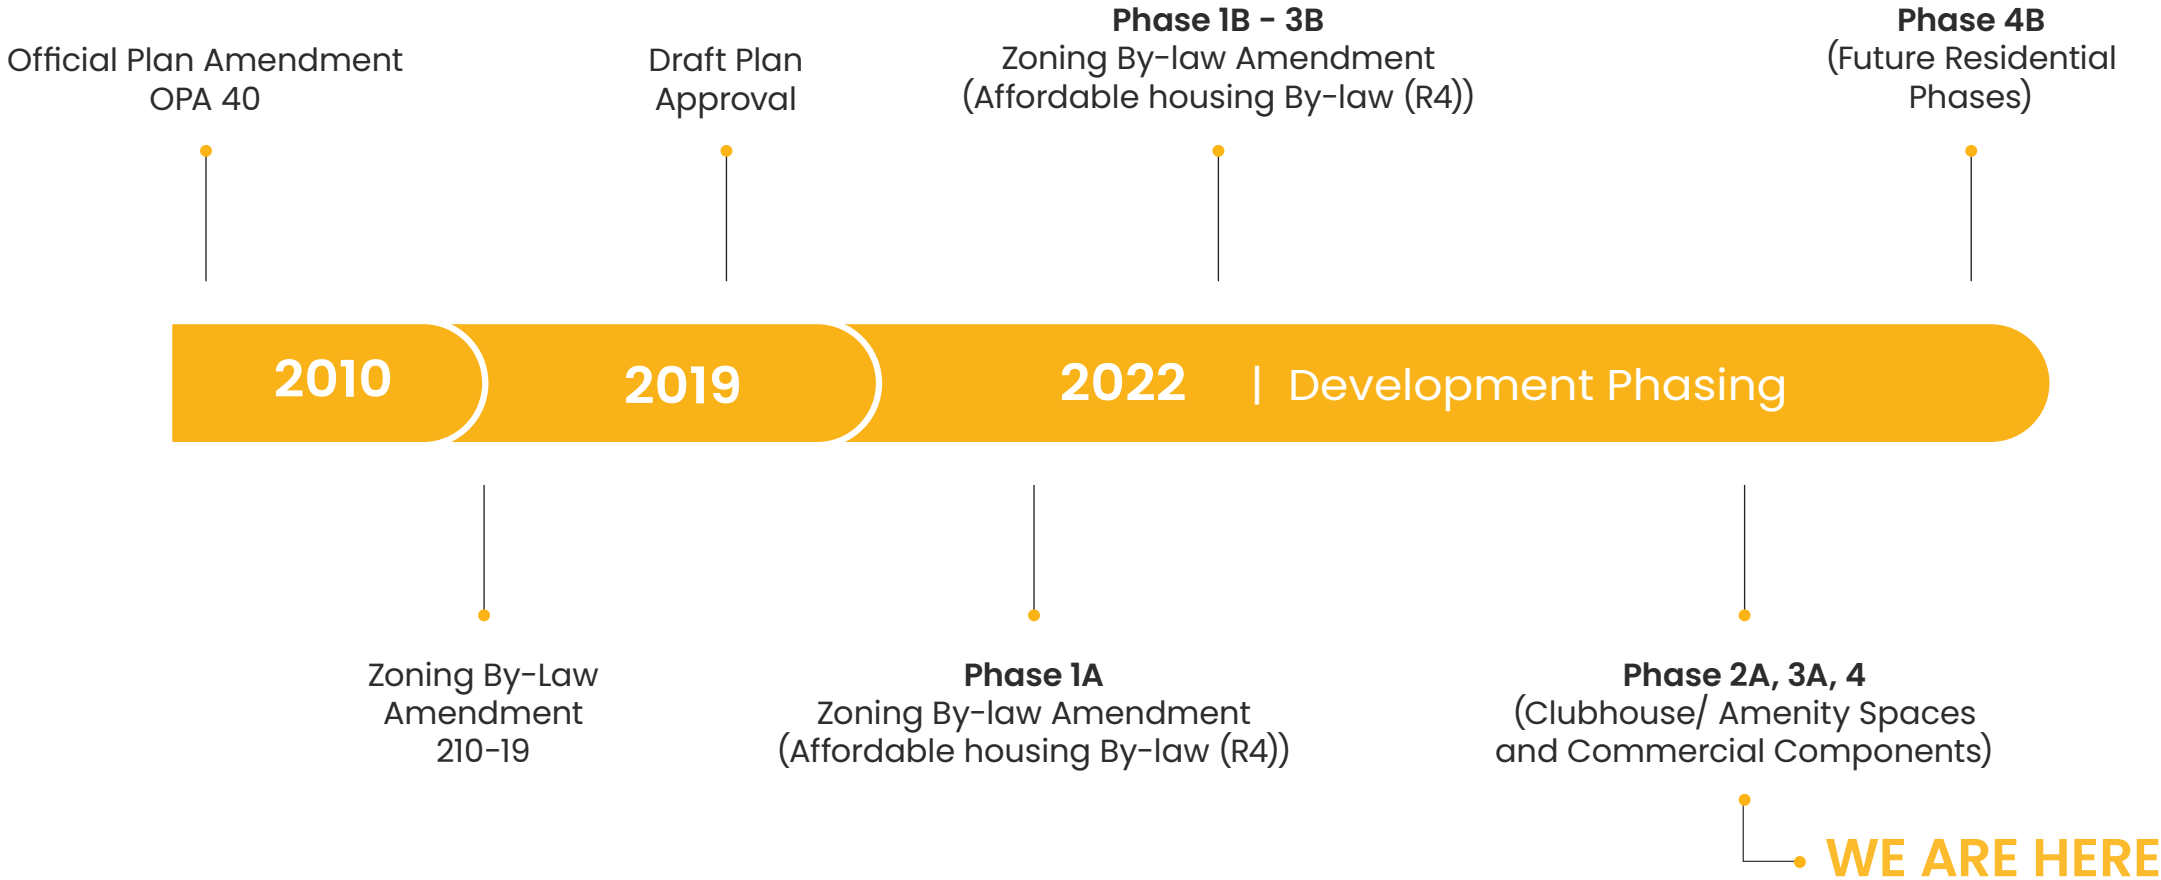 Official Plan Amendment
OPA 40
Draft Plan
Approval
Phase 1B - 3B
Zoning By-law Amendment
(Affordable housing By-law (R4))
Phase 4B
(Future Residential
Phases)
2010
2019
2022 | Development Phasing
Zoning By-Law
Amendment
210-19
Phase 1A
Zoning By-law Amendment
(Affordable housing By-law (R4))
Phase 2A, 3A, 4
(Clubhouse/ Amenity Spaces
and Commercial Components)
WE ARE HERE